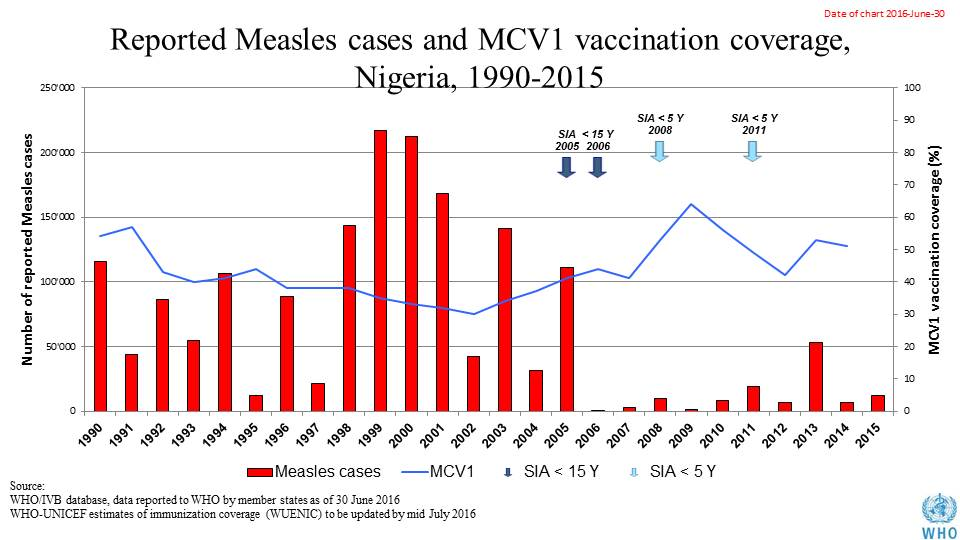 Date of chart 2016-June-30
Reported Measles cases and MCV1 vaccination coverage,
Nigeria, 1990-2015
Number of reported Measles cases
250'000
200'000
150'000
100'000
50'000
0
SIA < 15 Y
2005 2006
SIA < 5 Y
2008
SIA < 5 Y
2011
100
90
80
70
60
50
40
30
20
10
0
MCV1 vaccination coverage (%)
1990 1991 1992 1993 1994 1995 1996 1997 1998 1999 2000 2001 2002 2003 2004 2005 2006 2007 2008 2009 2010 2011 2012 2013 2014 2015
Measles cases MCV1 SIA < 15 Y SIA < 5 Y
Source:
WHO/IVB database, data reported to WHO by member states as of 30 June 2016
WHO-UNICEF estimates of immunization coverage (WUENIC) to be updated by mid July 2016
WHO